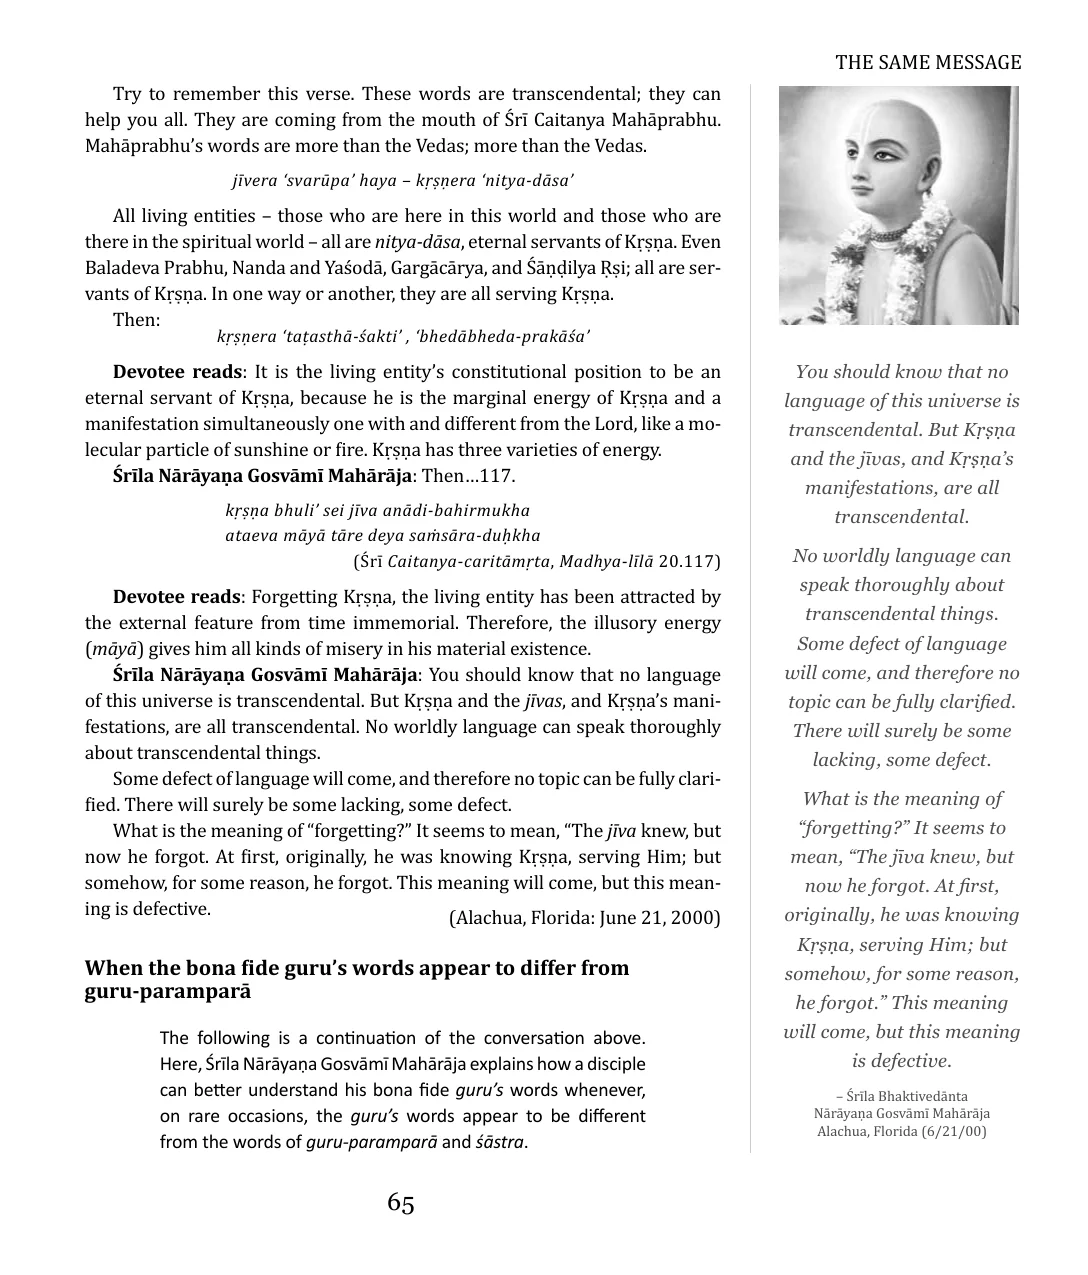 THE SAME MESSAGE
Try to remember this verse. These words are transcendental; they can
help you all. They are coming from the mouth of Śrī Caitanya Mahāprabhu.
Mahāprabhu’s words are more than the Vedas; more than the Vedas.
jīvera ‘svarūpa’ haya – kṛṣṇera ‘nitya-dāsa’
All living entities – those who are here in this world and those who are
there in the spiritual world – all are nitya-dāsa, eternal servants of Kṛṣṇa. Even
Baladeva Prabhu, Nanda and Yaśodā, Gargācārya, and Śāṇḍilya Ṛṣi; all are ser-
vants of Kṛṣṇa. In one way or another, they are all serving Kṛṣṇa.
Then:
kṛṣṇera ‘taṭasthā-śakti’ , ‘bhedābheda-prakāśa’
Devotee reads: It is the living entity’s constitutional position to be an
eternal servant of Kṛṣṇa, because he is the marginal energy of Kṛṣṇa and a
manifestation simultaneously one with and different from the Lord, like a mo-
lecular particle of sunshine or fire. Kṛṣṇa has three varieties of energy.
Śrīla Nārāyaṇa Gosvāmī Mahārāja: Then…117.
kṛṣṇa bhuli’ sei jīva anādi-bahirmukha
ataeva māyā tāre deya saṁsāra-duḥkha
(Śrī Caitanya-caritāmṛta, Madhya-līlā 20.117)
Devotee reads: Forgetting Kṛṣṇa, the living entity has been attracted by
the external feature from time immemorial. Therefore, the illusory energy
(māyā) gives him all kinds of misery in his material existence.
Śrīla Nārāyaṇa Gosvāmī Mahārāja: You should know that no language
of this universe is transcendental. But Kṛṣṇa and the jīvas, and Kṛṣṇa’s mani-
festations, are all transcendental. No worldly language can speak thoroughly
about transcendental things.
Some defect of language will come, and therefore no topic can be fully clari-
fied. There will surely be some lacking, some defect.
What is the meaning of “forgetting?” It seems to mean, “The jīva knew, but
now he forgot. At first, originally, he was knowing Kṛṣṇa, serving Him; but
somehow, for some reason, he forgot. This meaning will come, but this mean-
ing is defective.
(Alachua, Florida: June 21, 2000)
When the bona fide guru’s words appear to differ from
guru-paramparā
The following is a continuation of the conversation above.
Here, Śrīla Nārāyaṇa Gosvāmī Mahārāja explains how a disciple
can better understand his bona fide guru’s words whenever,
on rare occasions, the guru’s words appear to be different
from the words of guru-paramparā and śāstra.
You should know that no
language of this universe is
transcendental. But Kṛṣṇa
and the jīvas, and Kṛṣṇa’s
manifestations, are all
transcendental.
No worldly language can
speak thoroughly about
transcendental things.
Some defect of language
will come, and therefore no
topic can be fully clarified.
There will surely be some
lacking, some defect.
What is the meaning of
“forgetting?” It seems to
mean, “The jīva knew, but
now he forgot. At first,
originally, he was knowing
Kṛṣṇa, serving Him; but
somehow, for some reason,
he forgot.” This meaning
will come, but this meaning
is defective.
– Śrīla Bhaktivedānta
Nārāyaṇa Gosvāmī Mahārāja
Alachua, Florida (6/21/00)
65